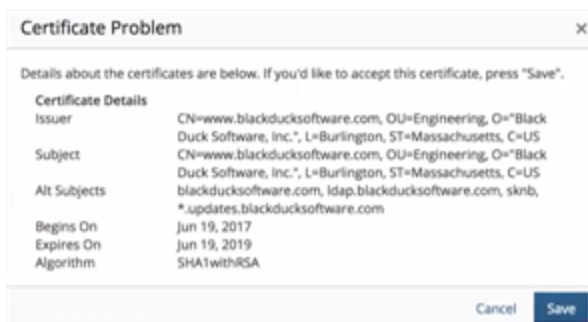 Certificate Problem
×
Details about the certificates are below. If you'd like to accept this certificate, press "Save".
Certificate Details
Issuer CN=www.blackducksoftware.com, OU=Engineering, O="Black
Duck Software, Inc.", L=Burlington, ST=Massachusetts, C=US
Subject CN=www.blackducksoftware.com, OU=Engineering, O="Black
Duck Software, Inc.", L=Burlington, ST=Massachusetts, C=US
Alt Subjects blackducksoftware.com, ldap.blackducksoftware.com, sknb,
*.updates.blackducksoftware.com
Begins On Jun 19, 2017
Expires On Jun 19, 2019
Algorithm SHA1withRSA
Cancel Save